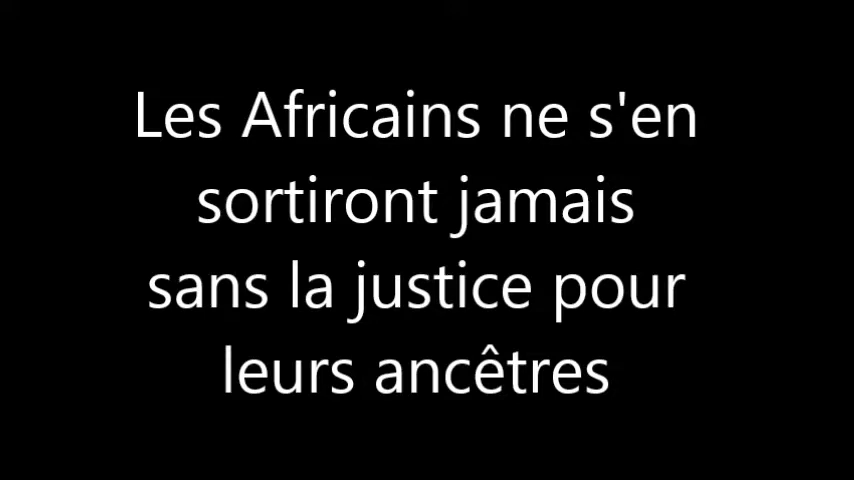 Les Africains ne s'en
sortiront jamais
sans la justice pour
leurs ancêtres